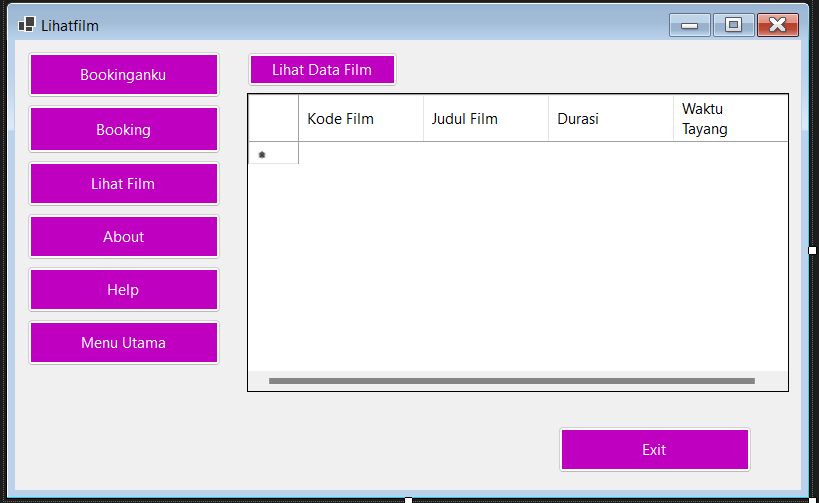 Lihatfilm
Bookinganku
Booking
Lihat Film
About
Help
Menu Utama
Lihat Data Film
Kode Film
Judul Film
Durasi
Waktu
Tayang
Exit